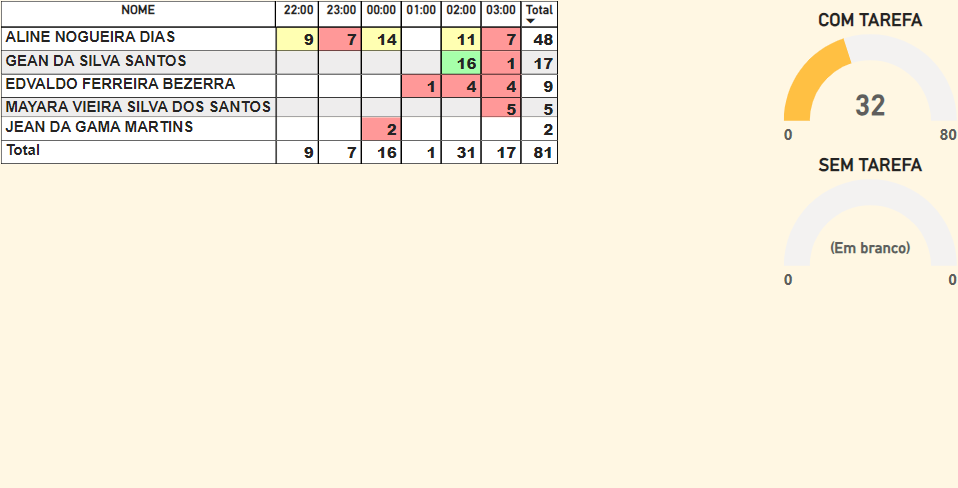 NOME 22:00 23:00 00:00 01:00 02:00 03:00 Total
ALINE NOGUEIRA DIAS 9 7 14 11 7 48
GEAN DA SILVA SANTOS 16 1 17
EDVALDO FERREIRA BEZERRA 1 4 4 9
MAYARA VIEIRA SILVA DOS SANTOS 5 5
JEAN DA GAMA MARTINS 2 2
Total 9 7 16 1 31 17 81
COM TAREFA
32
0 80
SEM TAREFA
(Em branco)
0 0